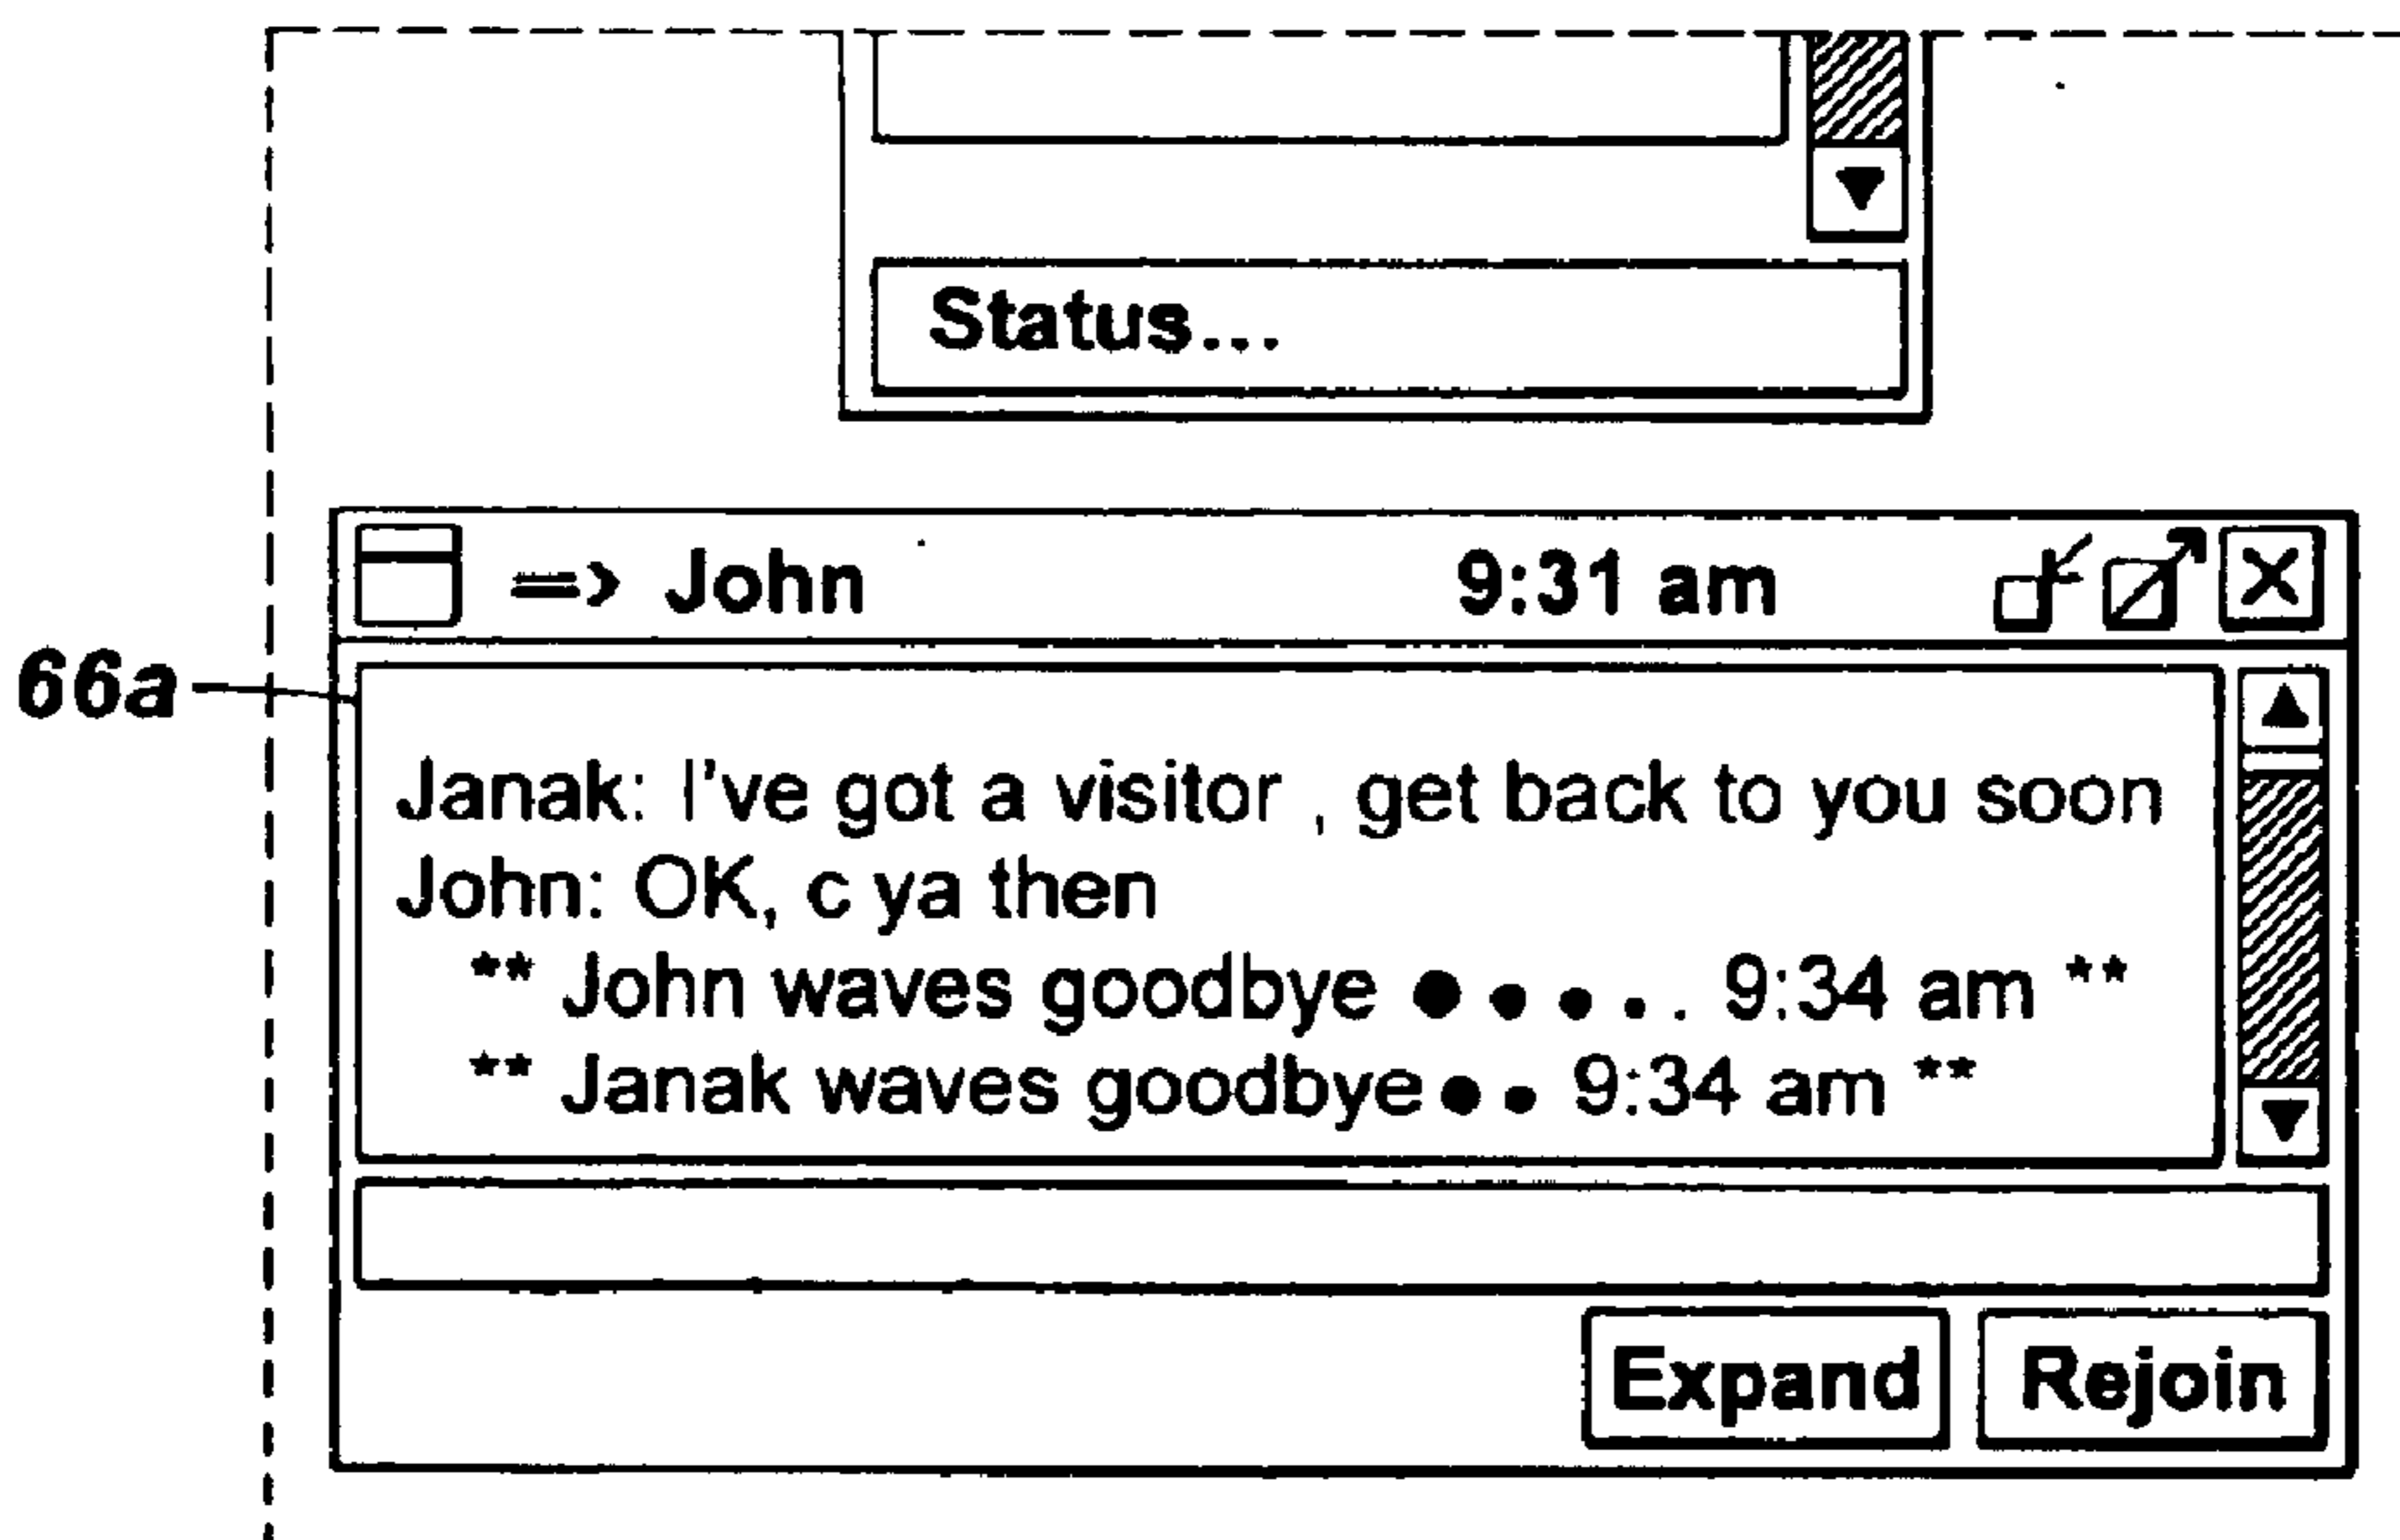 Status...
=> John 9:31 am
66a
Janak: I've got a visitor , get back to you soon
John: OK, c ya then
** John waves goodbye ● ● ● • . 9:34 am **
** Janak waves goodbye ● ● 9:34 am **
Expand Rejoin